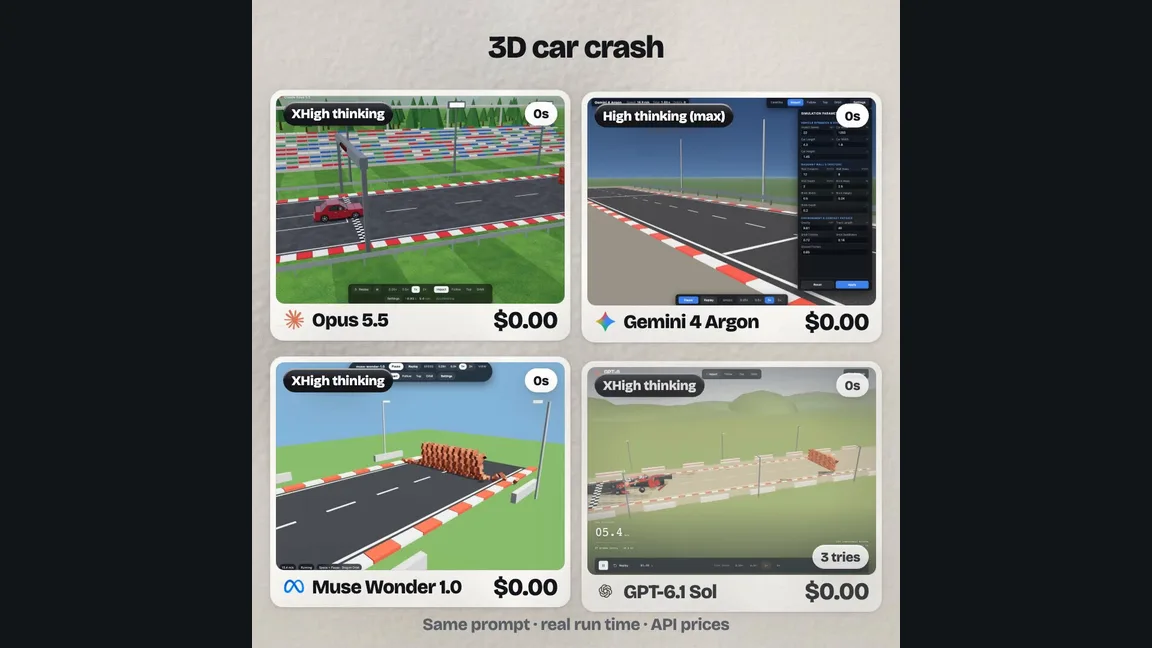 3D car crash
XHigh thinking
0s
Opus 5.5
$0.00
High thinking (max)
0s
Gemini 4 Argon
$0.00
XHigh thinking
0s
Muse Wonder 1.0
$0.00
XHigh thinking
0s
05.4
3 tries
GPT-6.1 Sol
$0.00
Same prompt · real run time · API prices